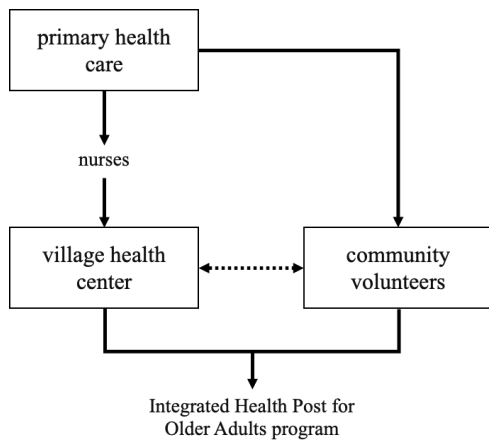 primary health
care
nurses
village health
center
community
volunteers
Integrated Health Post for
Older Adults program